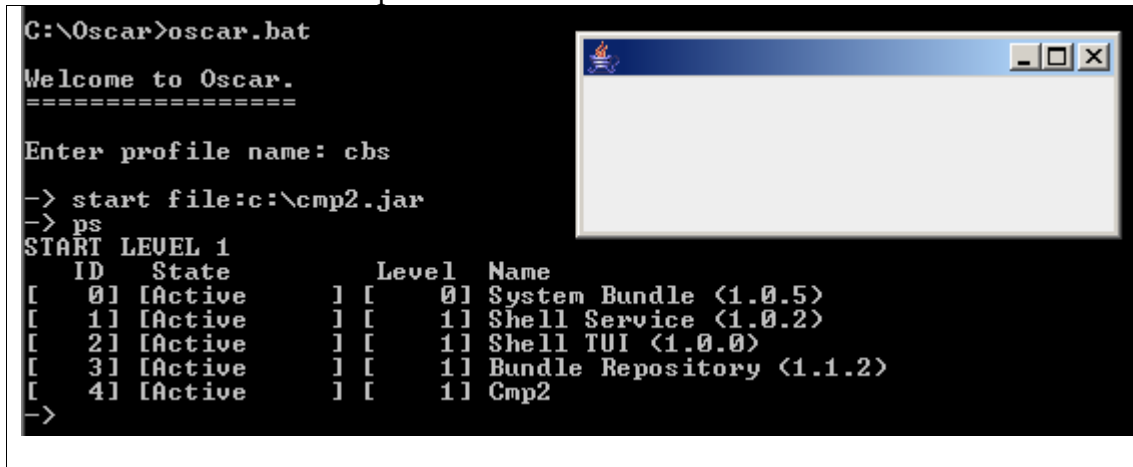 C:\Oscar>oscar.bat
Welcome to Oscar.
=================
Enter profile name: cbs
-> start file:c:\cmp2.jar
-> ps
START LEVEL 1
   ID   State         Level  Name
[   0] [Active     ] [    0] System Bundle (1.0.5)
[   1] [Active     ] [    1] Shell Service (1.0.2)
[   2] [Active     ] [    1] Shell TUI (1.0.0)
[   3] [Active     ] [    1] Bundle Repository (1.1.2)
[   4] [Active     ] [    1] Cmp2
->